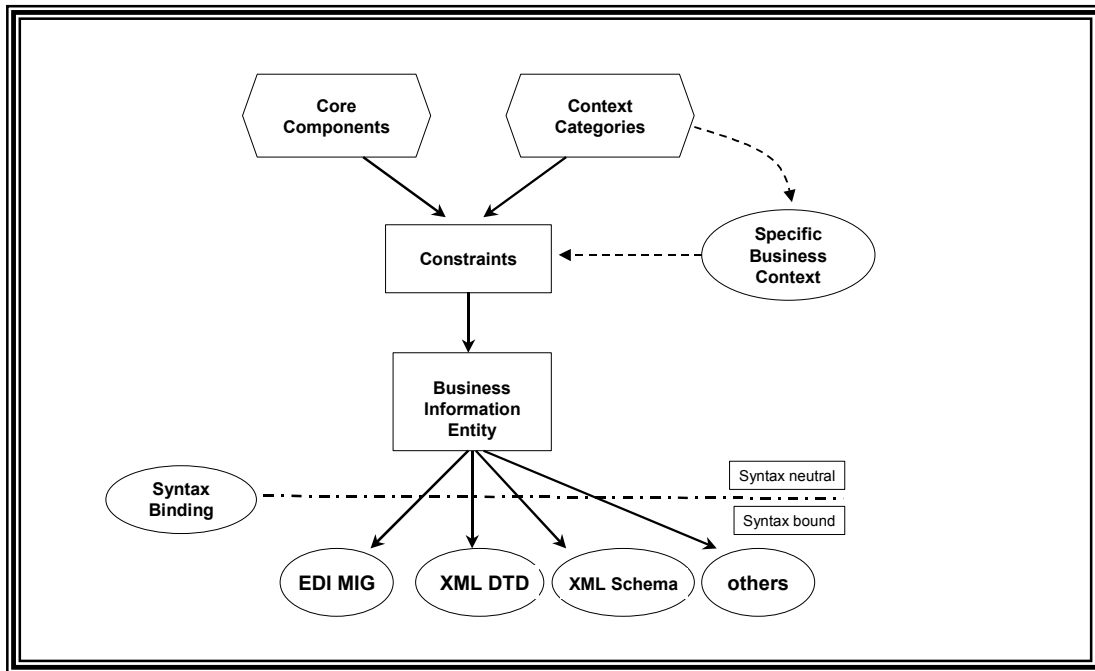 Core
Components
Context
Categories
Specific
Business
Context
Constraints
Business
Information
Entity
Syntax neutral
Syntax
Binding
Syntax bound
EDI MIG
XML DTD
XML Schema
others